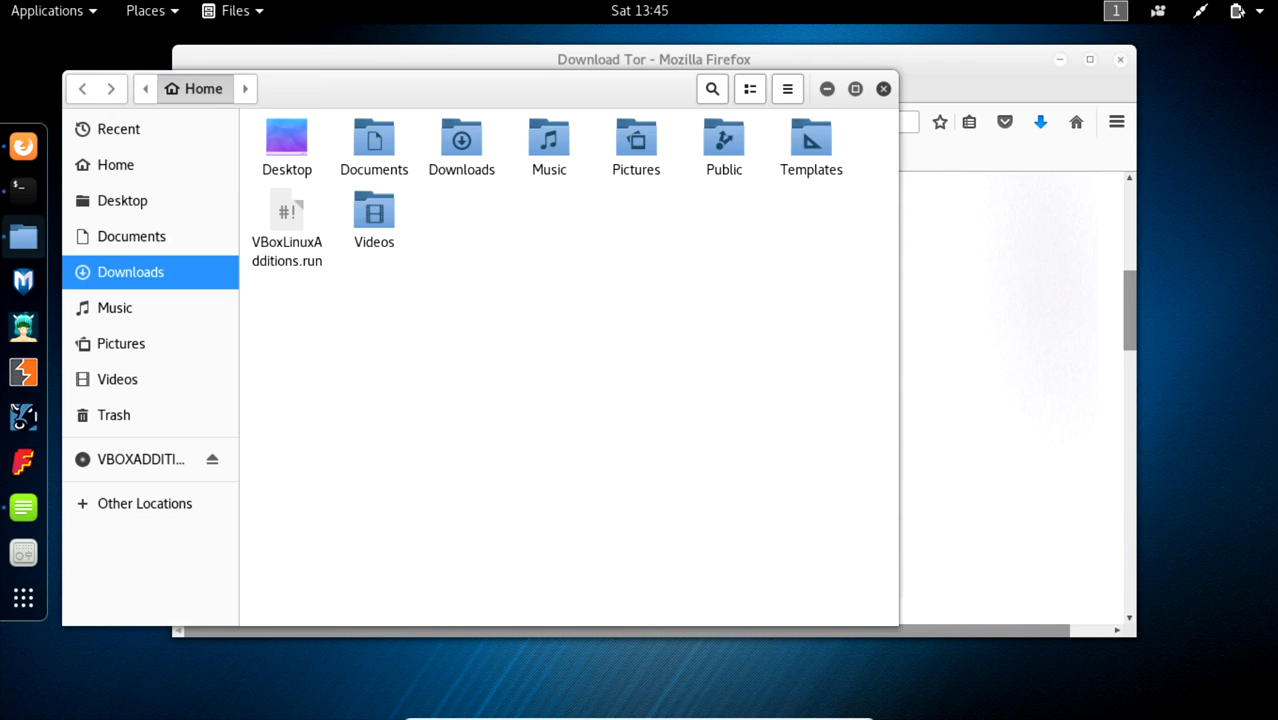 Applications Places Files Sat 13:45 1
Download Tor - Mozilla Firefox
Home
Recent
Home
Desktop
Documents
Downloads
Music
Pictures
Videos
Trash
VBOXADDITI...
Other Locations
Desktop Documents Downloads Music Pictures Public Templates
#!
VBoxLinuxA
dditions.run
Videos